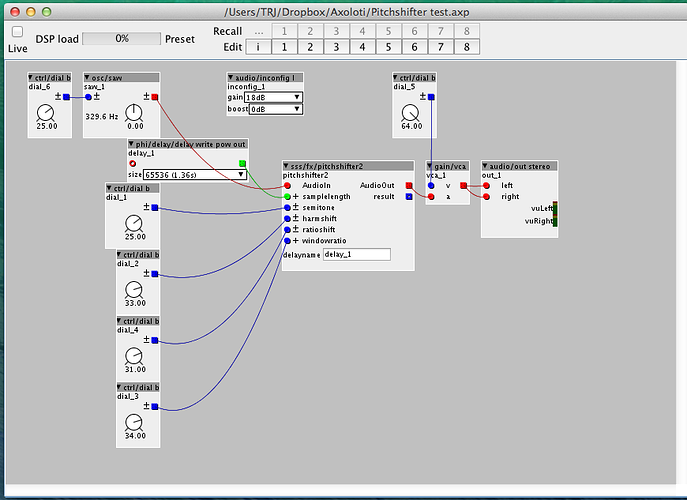 /Users/TRJ/Dropbox/Axoloti/Pitchshifter test.axp
Live
DSP load 0% Preset
Recall ... 1 2 3 4 5 6 7 8
Edit i 1 2 3 4 5 6 7 8
ctrl/dial b
dial_6
25.00
osc/saw
saw_1
329.6 Hz 0.00
audio/inconfig l
inconfig_1
gain 18dB
boost 0dB
ctrl/dial b
dial_5
64.00
phi/delay/delay write pow out
delay_1
size 65536 (1.36s)
sss/fx/pitchshifter2
pitchshifter2
AudioIn AudioOut
samplelength result
semitone
harmshift
ratioshift
windowratio
delayname delay_1
gain/vca
vca_1
v
a
audio/out stereo
out_1
left
right
vuLeft
vuRight
ctrl/dial b
dial_1
25.00
ctrl/dial b
dial_2
33.00
ctrl/dial b
dial_4
31.00
ctrl/dial b
dial_3
34.00